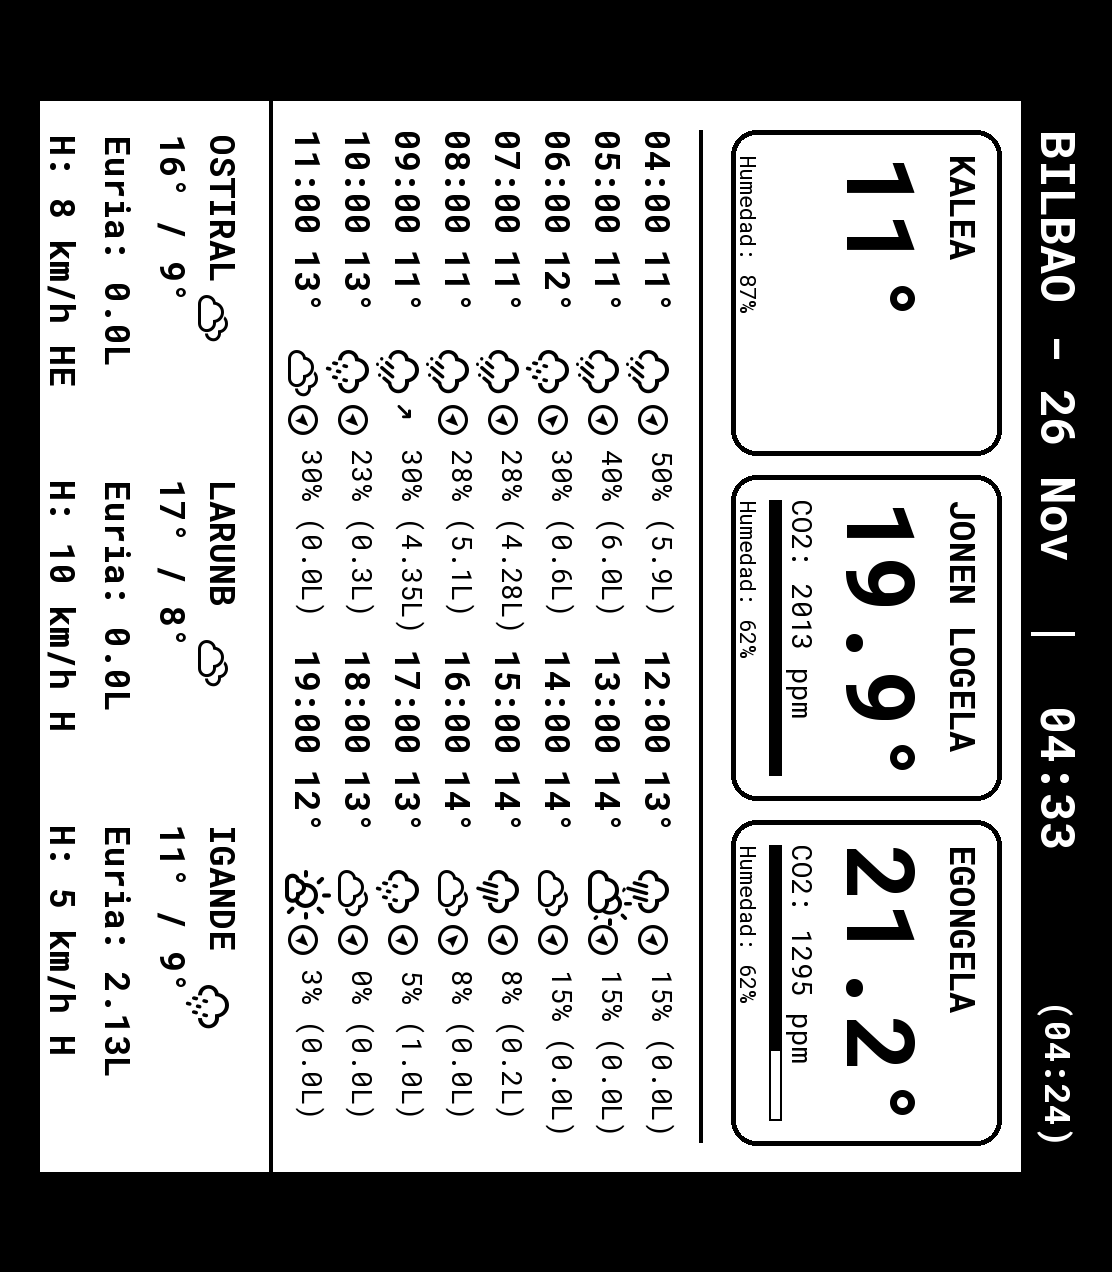 BILBAO - 26 Nov | 04:33 (04:24)
KALEA
11°
Humedad: 87%
JONEN LOGELA
19.9°
CO2: 2013 ppm
Humedad: 62%
EGONGELA
21.2°
CO2: 1295 ppm
Humedad: 62%
04:00 11° 50% (5.9L)
05:00 11° 40% (6.0L)
06:00 12° 30% (0.6L)
07:00 11° 28% (4.28L)
08:00 11° 28% (5.1L)
09:00 11° ↗ 30% (4.35L)
10:00 13° 23% (0.3L)
11:00 13° 30% (0.0L)
12:00 13° 15% (0.0L)
13:00 14° 15% (0.0L)
14:00 14° 15% (0.0L)
15:00 14° 8% (0.2L)
16:00 14° 8% (0.0L)
17:00 13° 5% (1.0L)
18:00 13° 0% (0.0L)
19:00 12° 3% (0.0L)
OSTIRAL
16° / 9°
Euria: 0.0L
H: 8 km/h HE
LARUNB
17° / 8°
Euria: 0.0L
H: 10 km/h H
IGANDE
11° / 9°
Euria: 2.13L
H: 5 km/h H